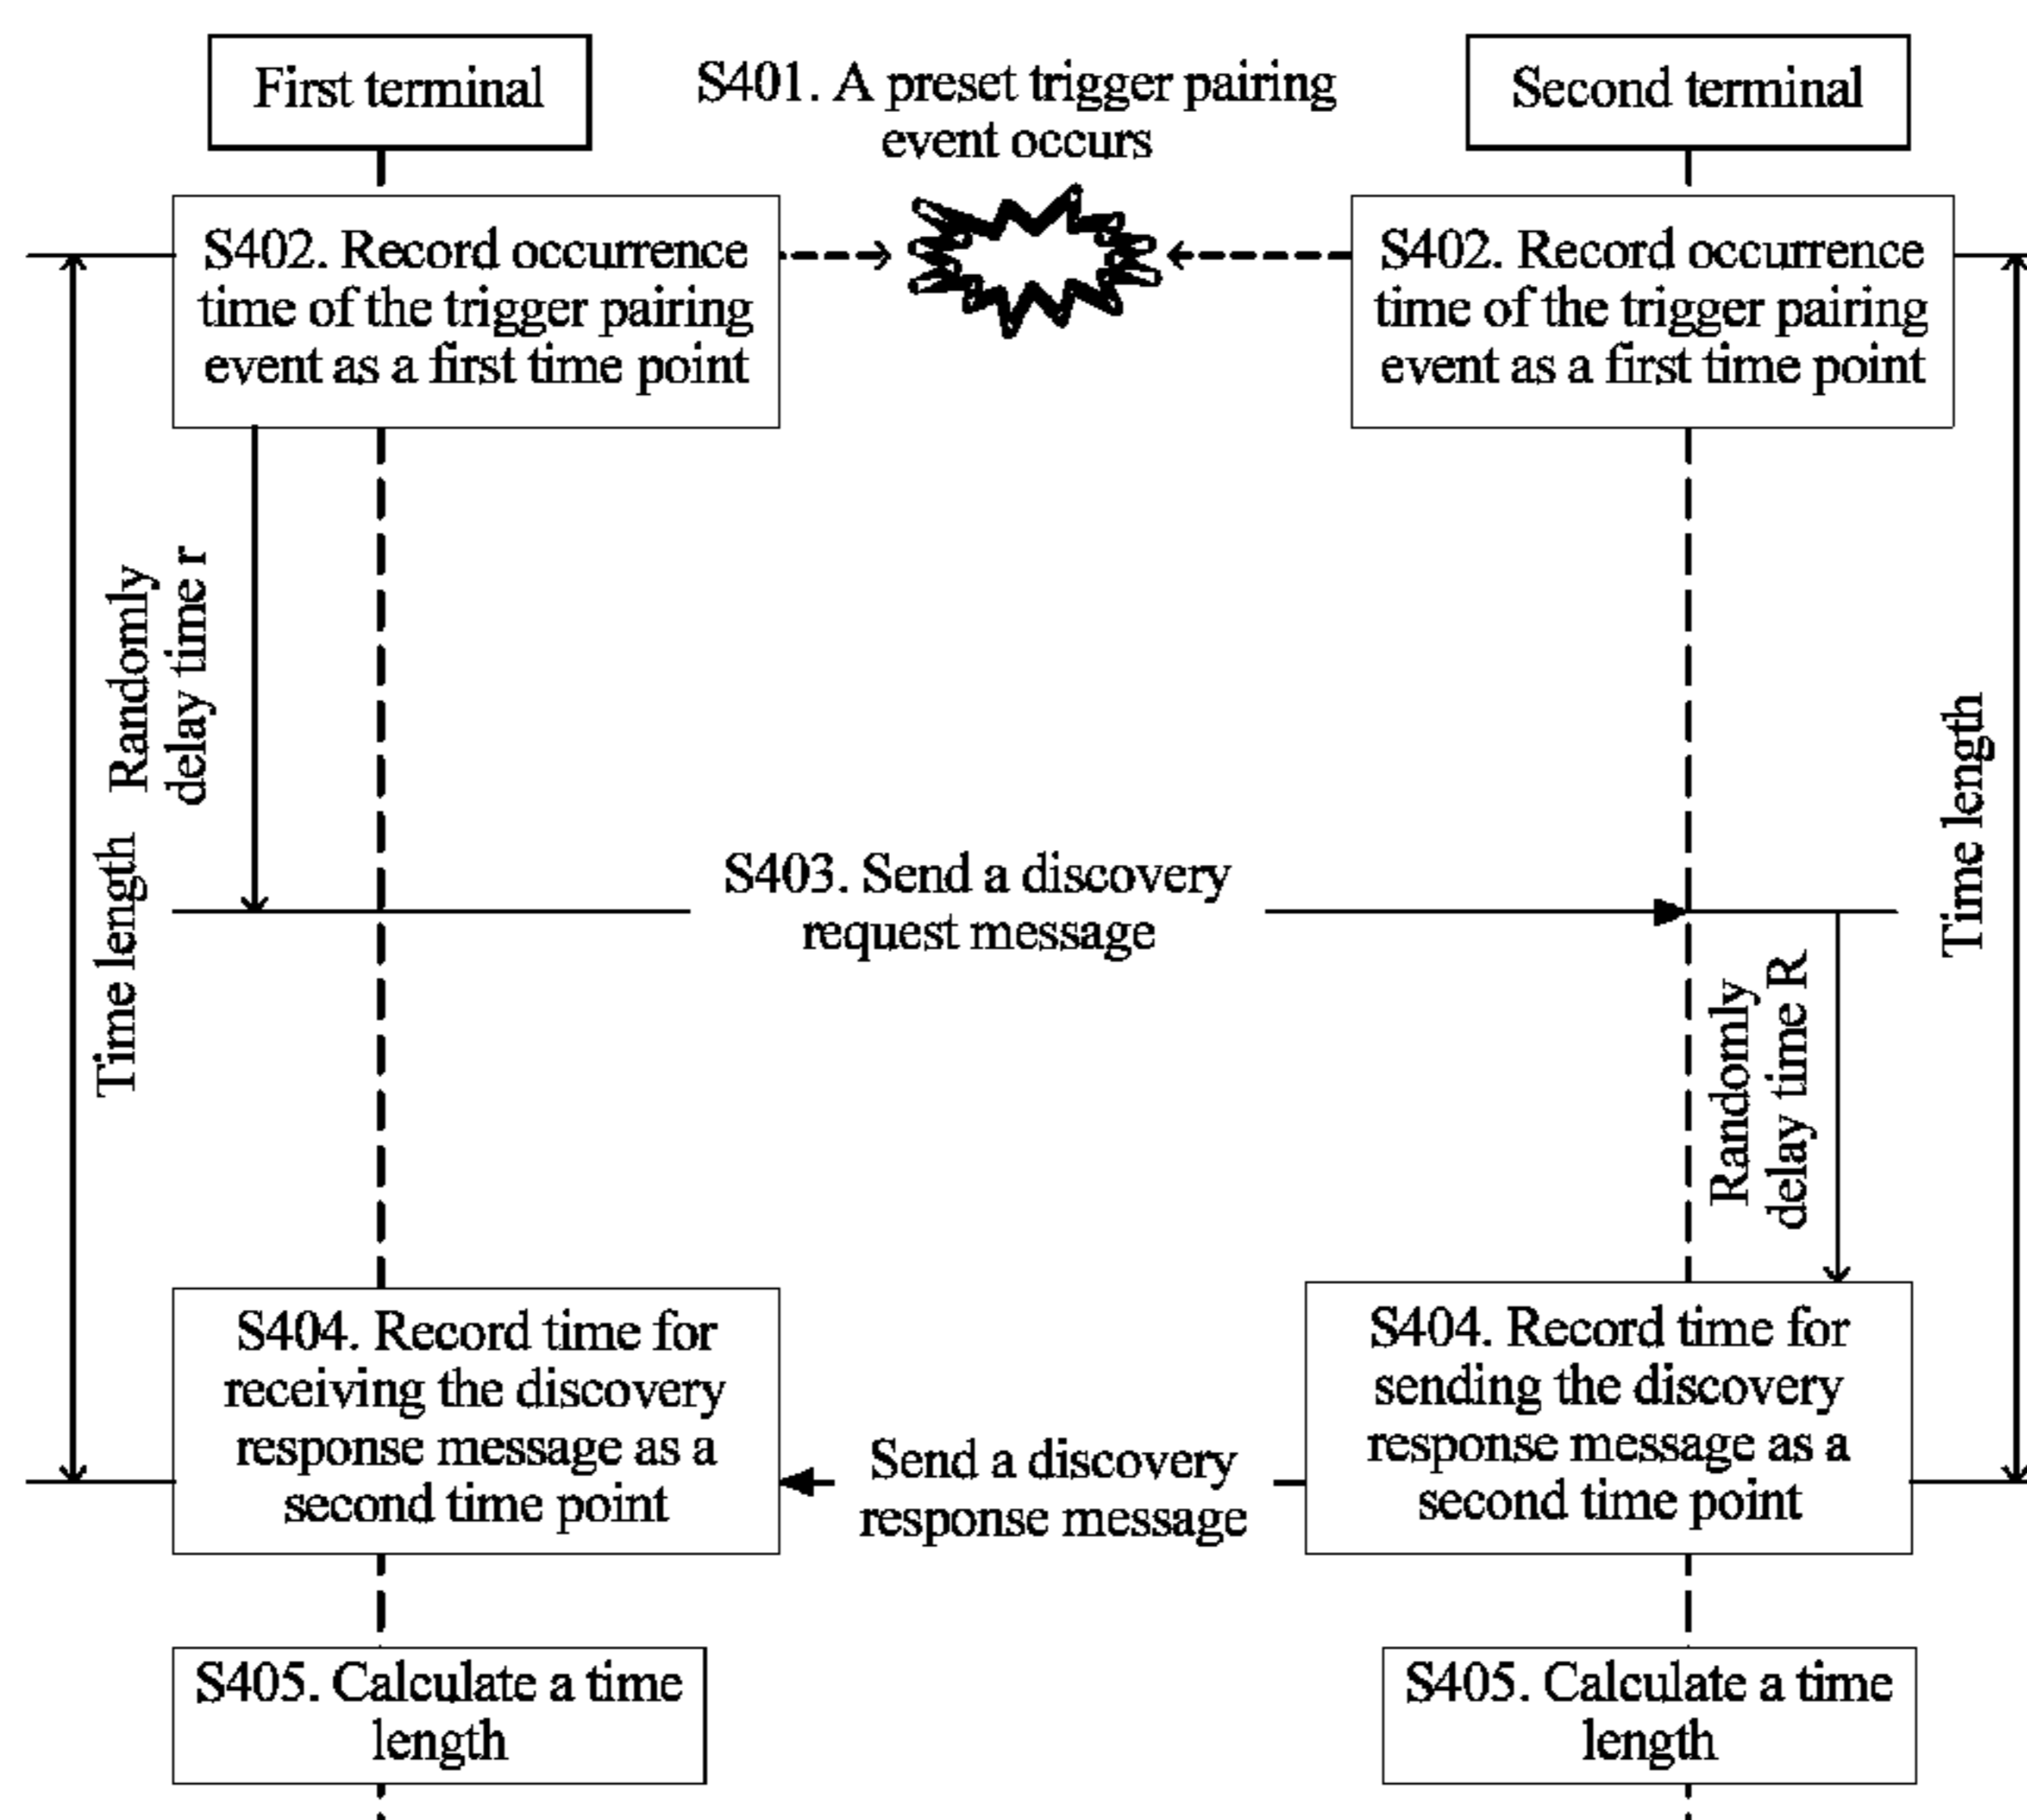 First terminal
S401. A preset trigger pairing
event occurs
Second terminal
S402. Record occurrence
time of the trigger pairing
event as a first time point
S402. Record occurrence
time of the trigger pairing
event as a first time point
Randomly
delay time r
Time length
S403. Send a discovery
request message
Time length
Randomly
delay time R
S404. Record time for
receiving the discovery
response message as a
second time point
Send a discovery
response message
S404. Record time for
sending the discovery
response message as a
second time point
S405. Calculate a time
length
S405. Calculate a time
length